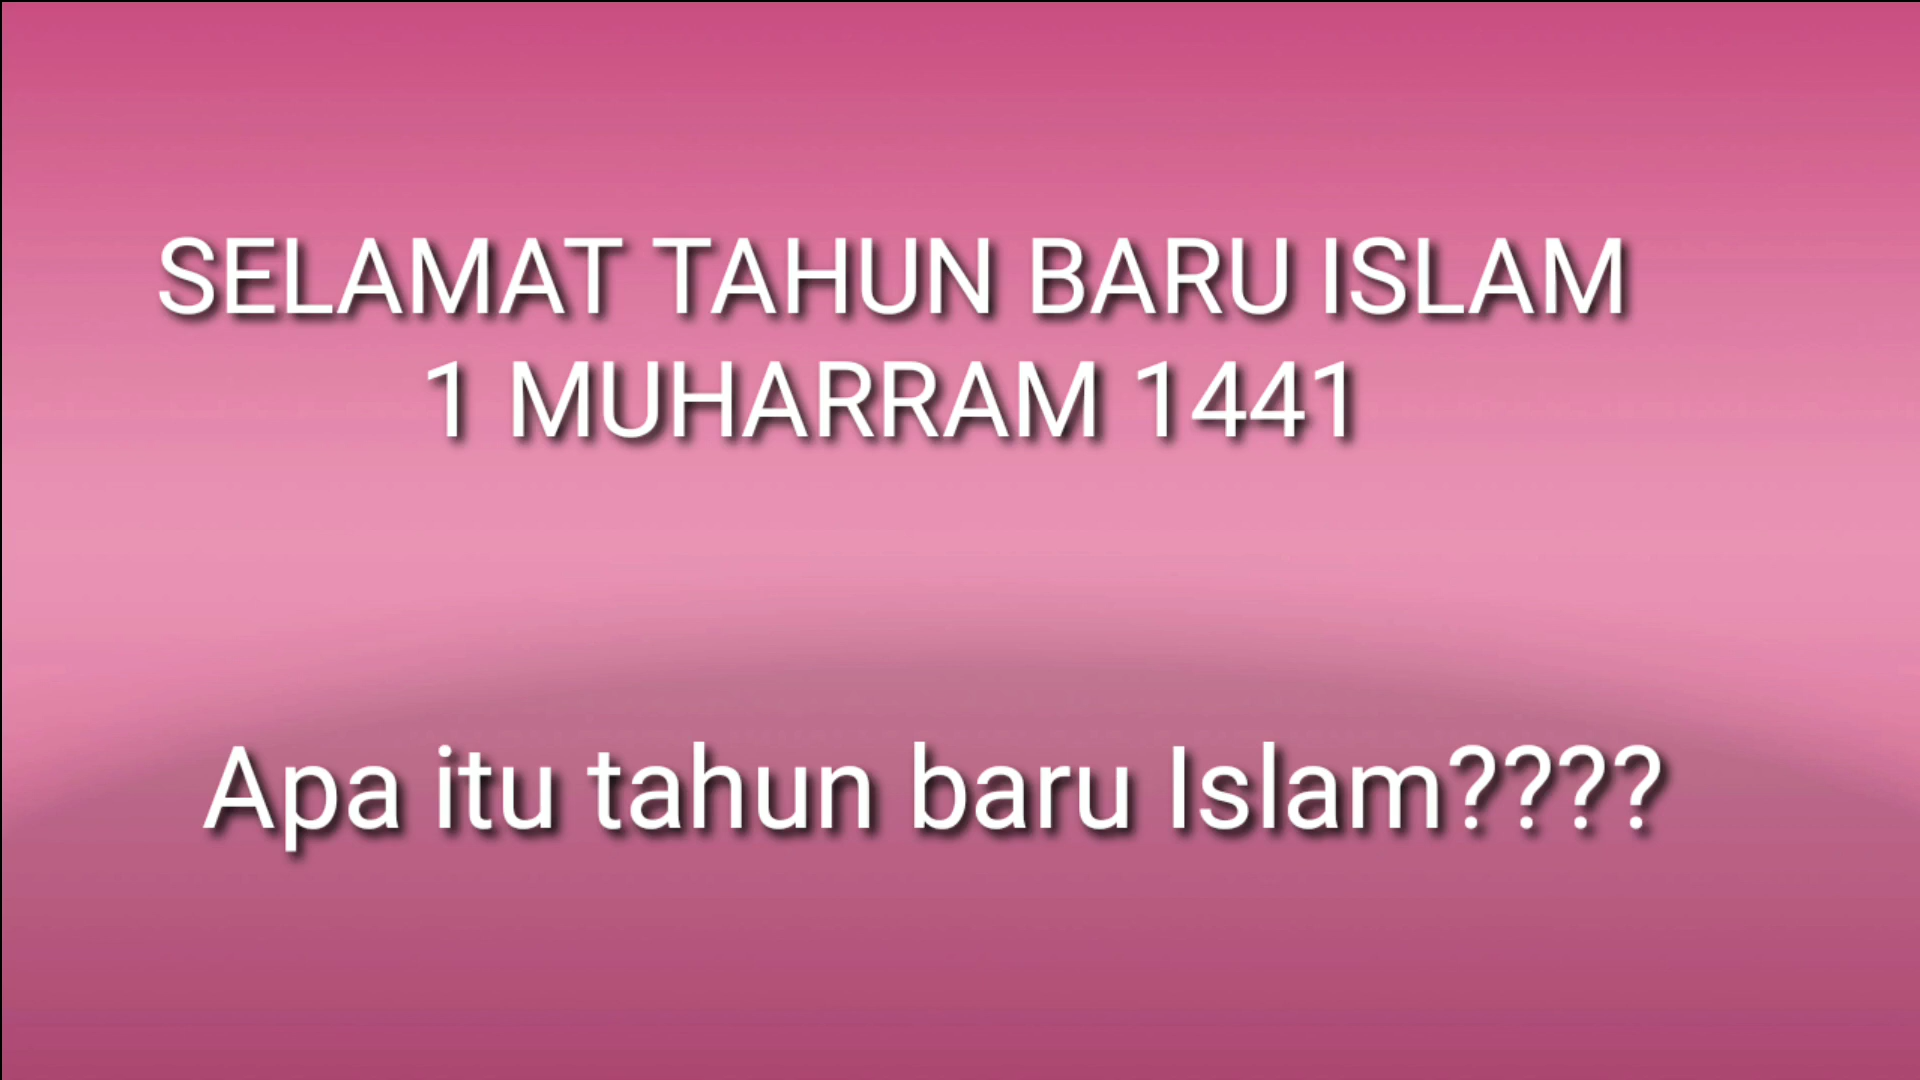 SELAMAT TAHUN BARU ISLAM
1 MUHARRAM 1441
Apa itu tahun baru Islam????